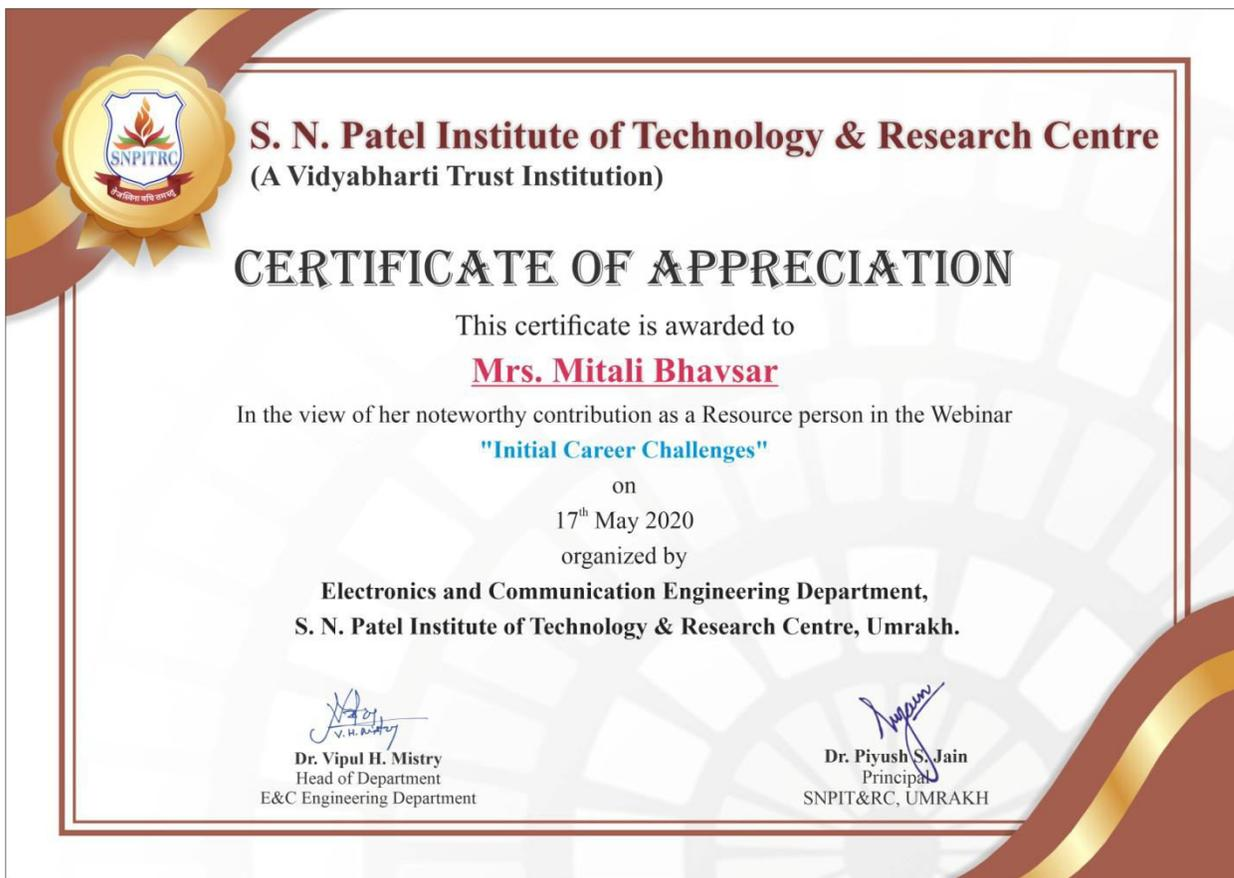 SNPITRC
S. N. Patel Institute of Technology & Research Centre
(A Vidyabharti Trust Institution)
CERTIFICATE OF APPRECIATION
This certificate is awarded to
Mrs. Mitali Bhavsar
In the view of her noteworthy contribution as a Resource person in the Webinar
"Initial Career Challenges"
on
17th May 2020
organized by
Electronics and Communication Engineering Department,
S. N. Patel Institute of Technology & Research Centre, Umrakh.
V. H. Mistry
Dr. Vipul H. Mistry
Head of Department
E&C Engineering Department
Dr. Piyush S. Jain
Principal
SNPIT&RC, UMRAKH